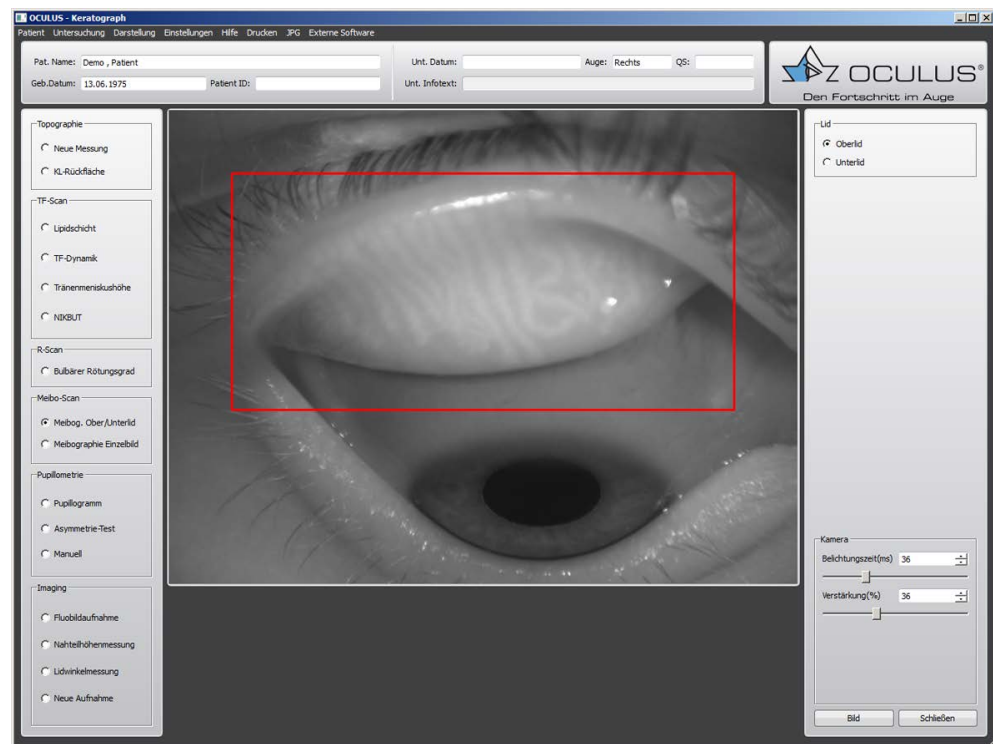 OCULUS - Keratograph
Patient Untersuchung Darstellung Einstellungen Hilfe Drucken JPG Externe Software
Pat. Name: Demo , Patient
Geb.Datum: 13.06.1975 Patient ID:
Unt. Datum: Auge: Rechts QS:
Unt. Infotext:
OCULUS®
Den Fortschritt im Auge
Topographie
Neue Messung
KL-Rückfläche
TF-Scan
Lipidschicht
TF-Dynamik
Tränenmeniskushöhe
NIKBUT
R-Scan
Bulbärer Rötungsgrad
Meibo-Scan
Meibog. Ober/Unterlid
Meibographie Einzelbild
Pupillometrie
Pupillogramm
Asymmetrie-Test
Manuell
Imaging
Fluobildaufnahme
Nahteilhöhenmessung
Lidwinkelmessung
Neue Aufnahme
Lid
Oberlid
Unterlid
Kamera
Belichtungszeit(ms) 36
Verstärkung(%) 36
Bild Schließen